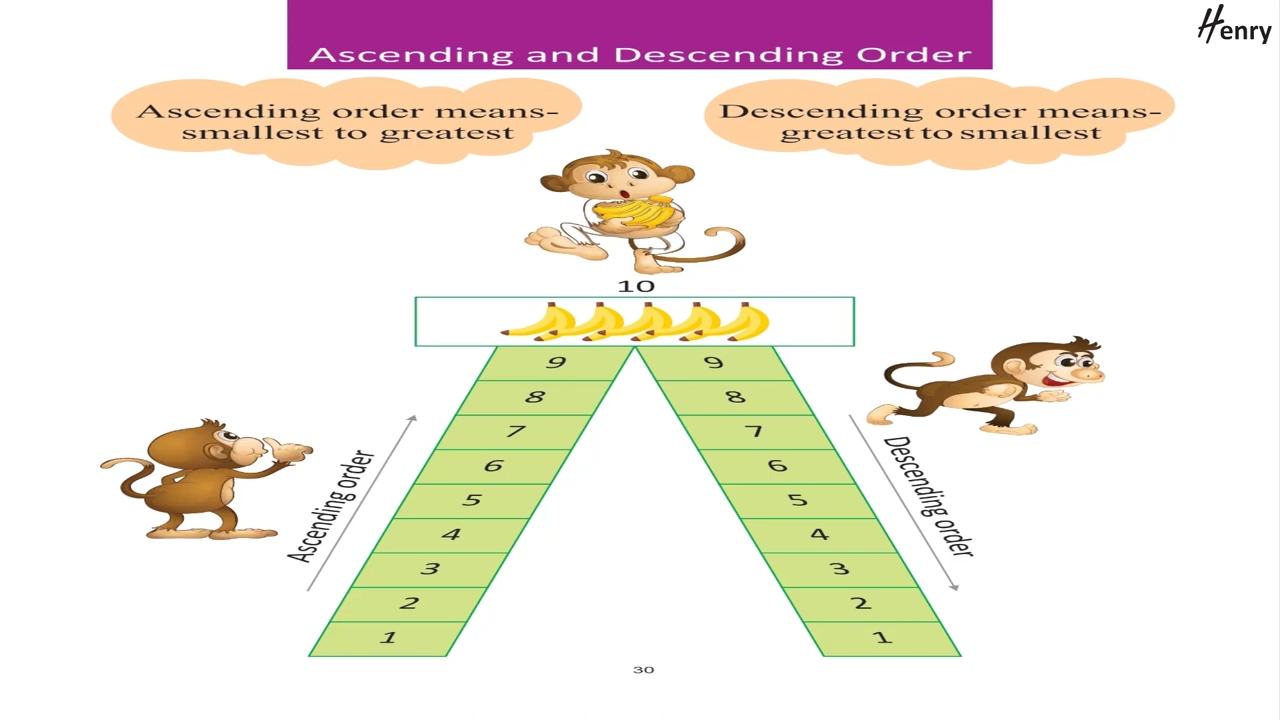 Henry
Ascending and Descending Order
Ascending order means-
smallest to greatest
Descending order means-
greatest to smallest
10
9
8
7
6
5
4
3
2
1
Ascending order
9
8
7
6
5
4
3
2
1
Descending order
30